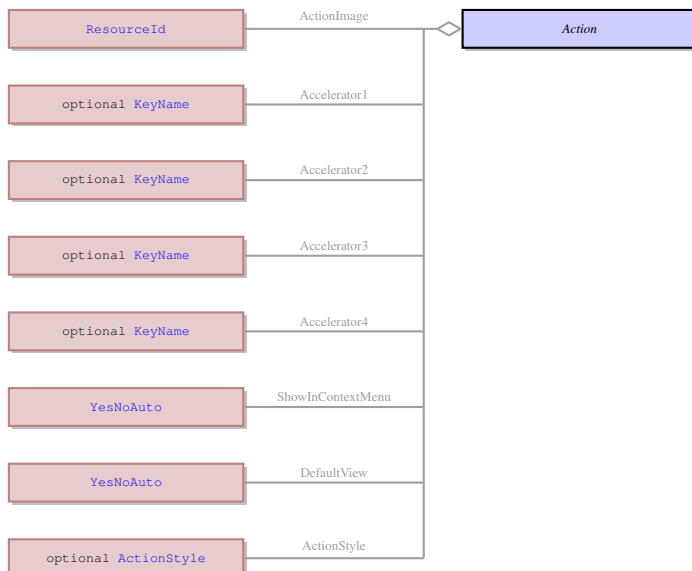 ResourceId
ActionImage
Action
optional KeyName
Accelerator1
optional KeyName
Accelerator2
optional KeyName
Accelerator3
optional KeyName
Accelerator4
YesNoAuto
ShowInContextMenu
YesNoAuto
DefaultView
optional ActionStyle
ActionStyle